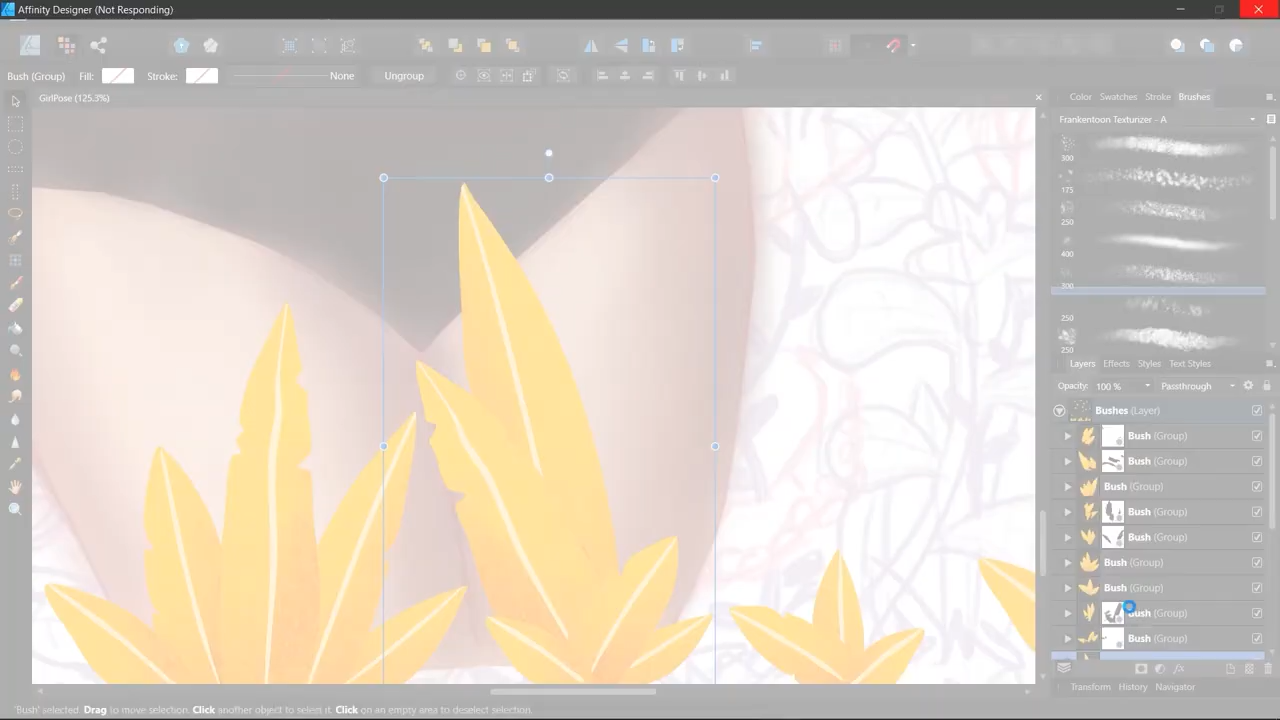 Affinity Designer (Not Responding)
Bush (Group) Fill: Stroke: None Ungroup
GirlPose (125.3%)
Color Swatches Stroke Brushes
Frankentoon Texturizer - A
300
175
250
400
300
250
250
Layers Effects Styles Text Styles
Opacity: 100 % Passthrough
Bushes (Layer)
Bush (Group)
Bush (Group)
Bush (Group)
Bush (Group)
Bush (Group)
Bush (Group)
Bush (Group)
Bush (Group)
Bush (Group)
Transform History Navigator
'Bush' selected. Drag to move selection. Click another object to select it. Click on an empty area to deselect selection.